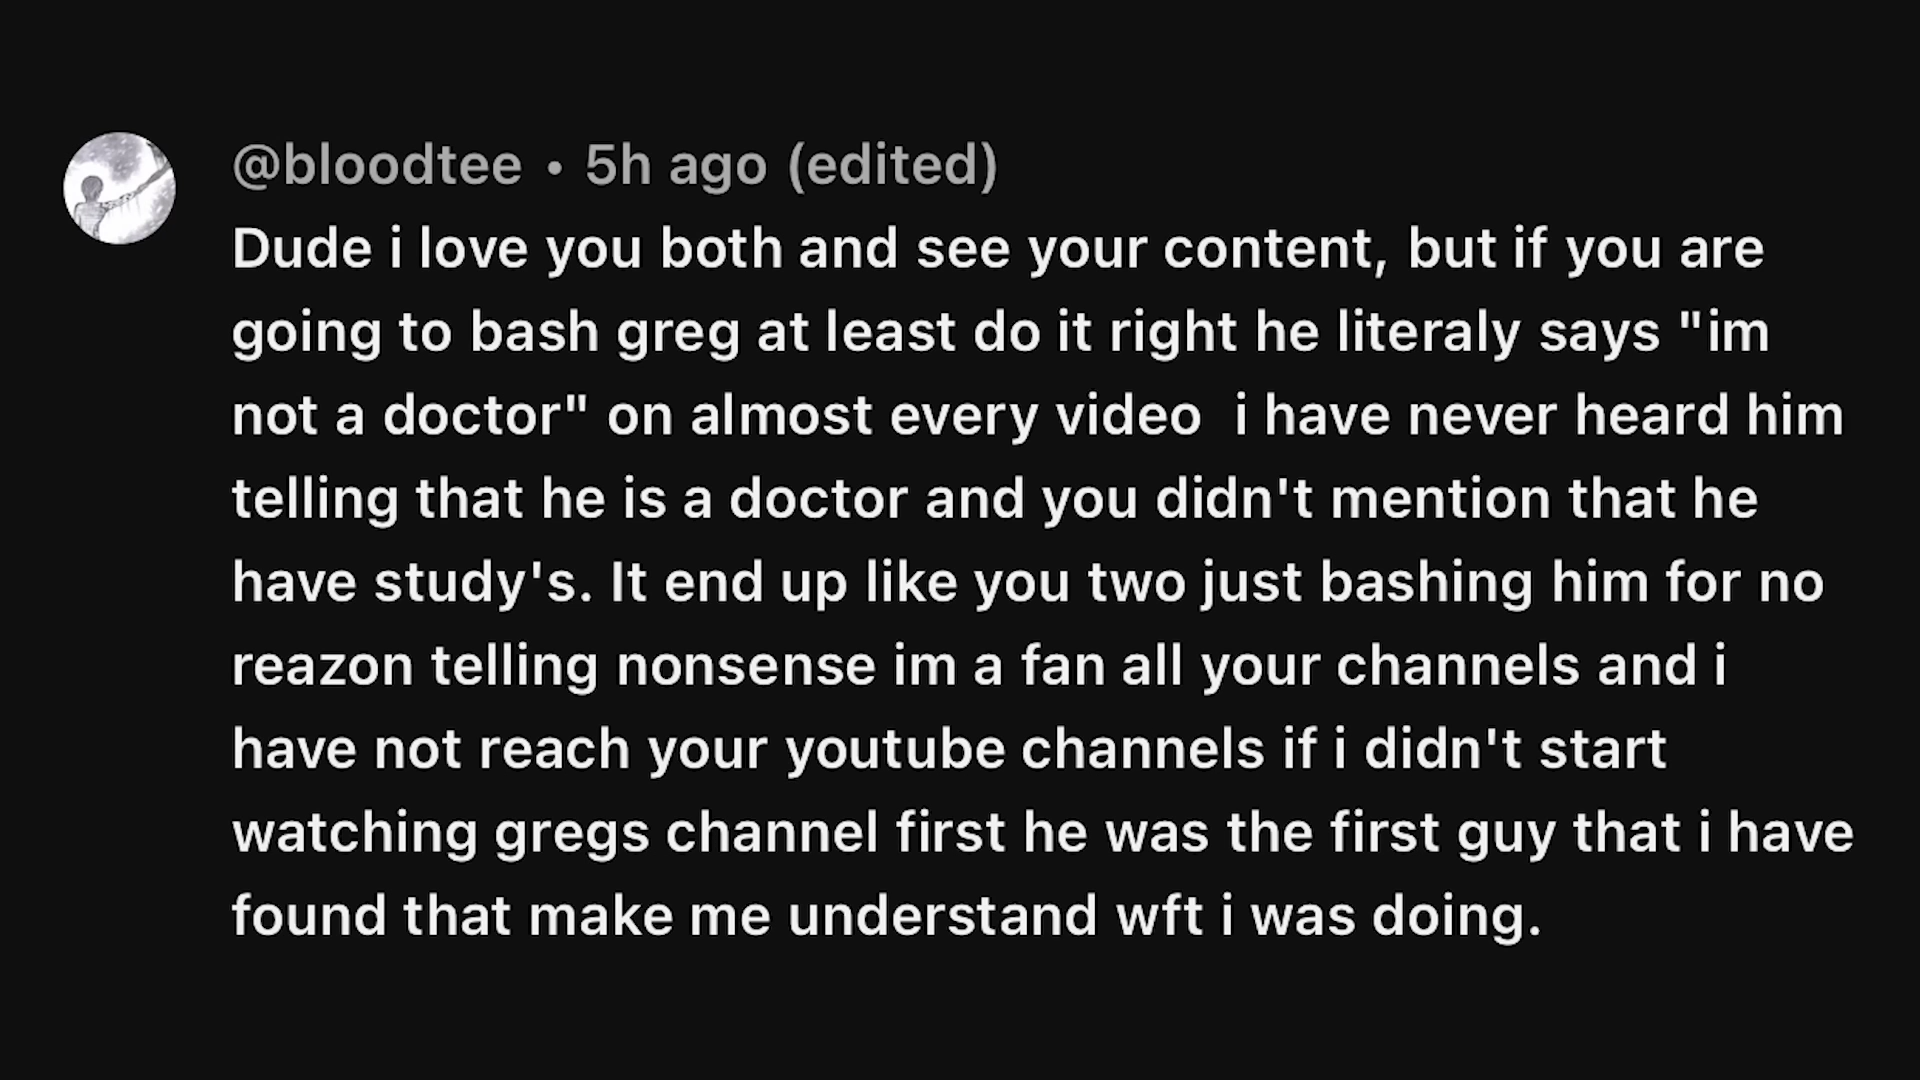 @bloodtee • 5h ago (edited)
Dude i love you both and see your content, but if you are
going to bash greg at least do it right he literaly says "im
not a doctor" on almost every video  i have never heard him
telling that he is a doctor and you didn't mention that he
have study's. It end up like you two just bashing him for no
reazon telling nonsense im a fan all your channels and i
have not reach your youtube channels if i didn't start
watching gregs channel first he was the first guy that i have
found that make me understand wft i was doing.